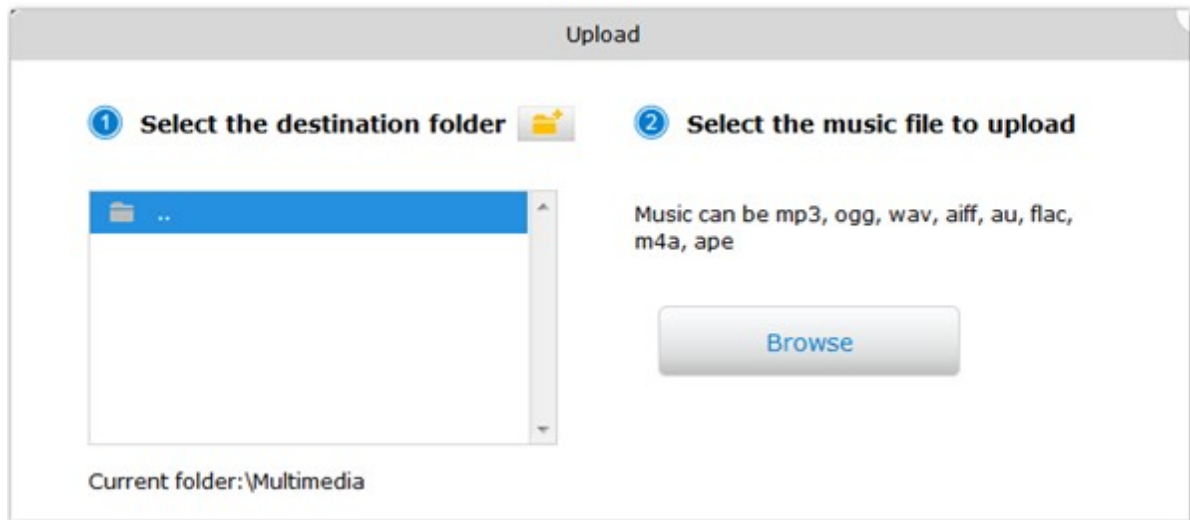 Upload
1 Select the destination folder
..
Current folder:\Multimedia
2 Select the music file to upload
Music can be mp3, ogg, wav, aiff, au, flac,
m4a, ape
Browse